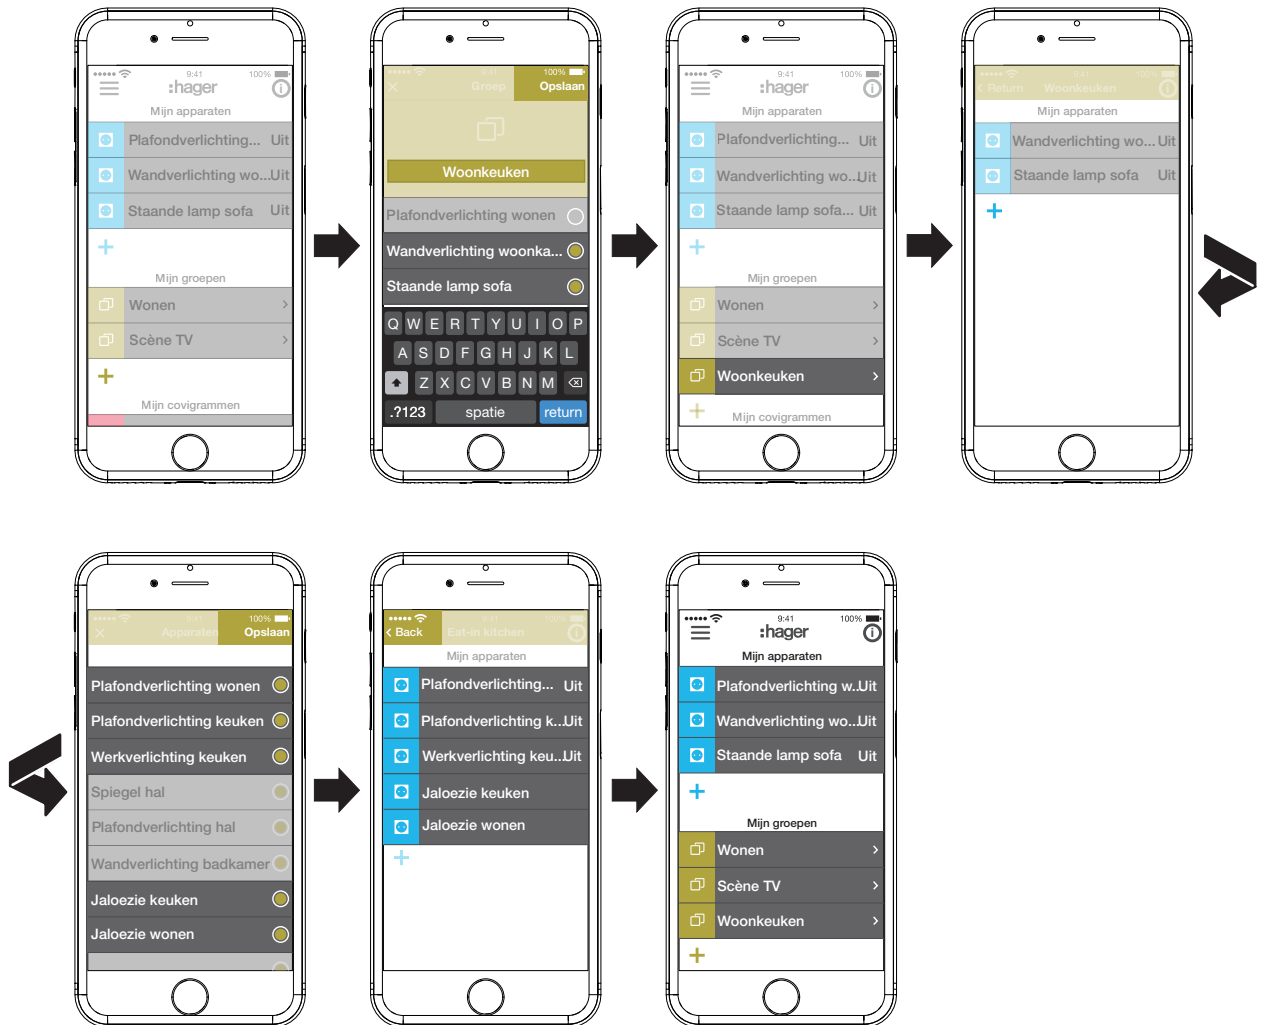 9:41 100%
:hager
Mijn apparaten
Plafondverlichting... Uit
Wandverlichting wo...Uit
Staande lamp sofa Uit
+
Mijn groepen
Wonen >
Scène TV >
+
Mijn covigrammen
9:41 100%
× Groep Opslaan
Woonkeuken
Plafondverlichting wonen
Wandverlichting woonka...
Staande lamp sofa
Q W E R T Y U I O P
A S D F G H J K L
Z X C V B N M
.?123 spatie return
9:41 100%
:hager
Mijn apparaten
Plafondverlichting... Uit
Wandverlichting wo...Uit
Staande lamp sofa... Uit
+
Mijn groepen
Wonen >
Scène TV >
Woonkeuken >
+
Mijn covigrammen
9:41 100%
< Return Woonkeuken
Mijn apparaten
Wandverlichting wo... Uit
Staande lamp sofa Uit
+
9:41 100%
× Apparaten Opslaan
Plafondverlichting wonen
Plafondverlichting keuken
Werkverlichting keuken
Spiegel hal
Plafondverlichting hal
Wandverlichting badkamer
Jaloezie keuken
Jaloezie wonen
9:41 100%
< Back Eat-in kitchen
Mijn apparaten
Plafondverlichting... Uit
Plafondverlichting k...Uit
Werkverlichting keu...Uit
Jaloezie keuken
Jaloezie wonen
+
9:41 100%
:hager
Mijn apparaten
Plafondverlichting w..Uit
Wandverlichting wo...Uit
Staande lamp sofa Uit
+
Mijn groepen
Wonen >
Scène TV >
Woonkeuken >
+